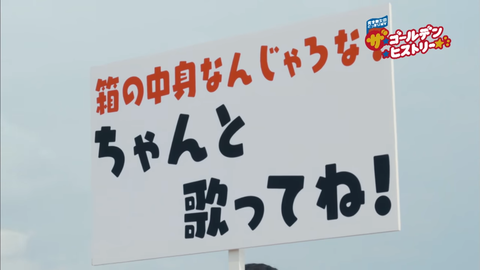 ザ・ゴールデン
ヒストリー
箱の中身なんじゃろな?
ちゃんと
歌ってね!